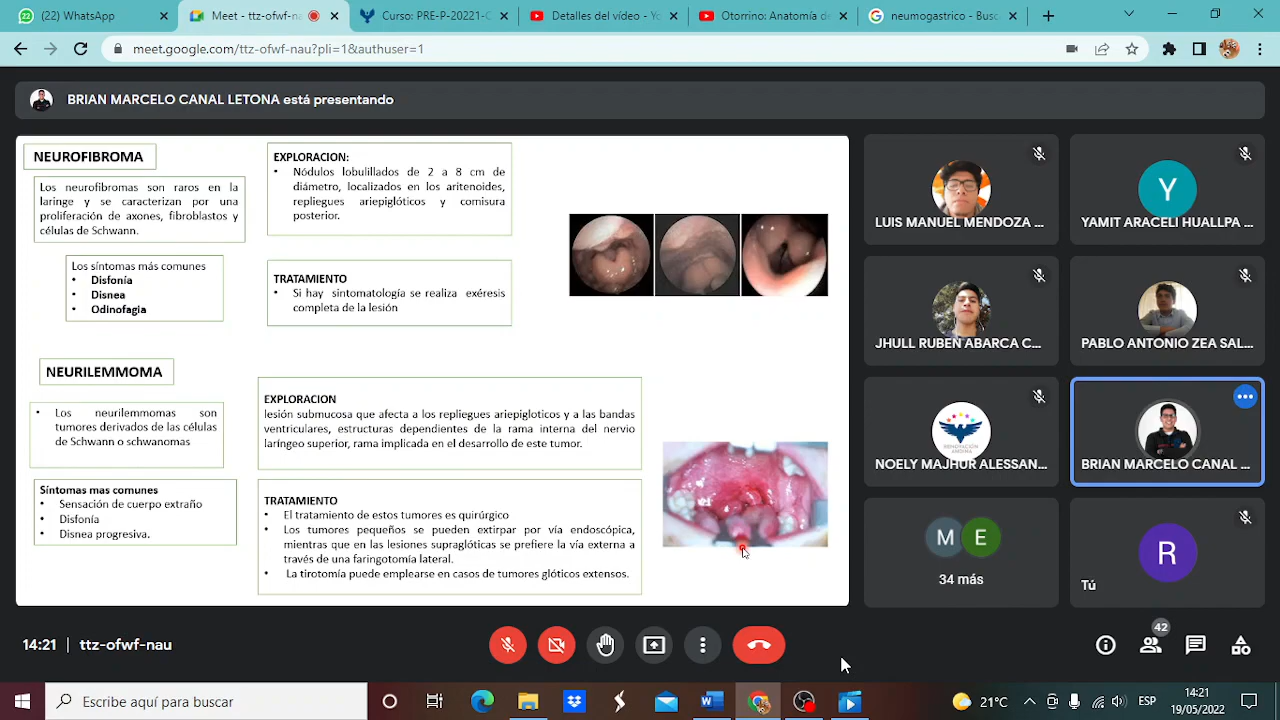 (22) WhatsApp
Meet - ttz-ofwf-nau
Curso: PRE-P-20221-C
Detalles del vídeo - Yo
Otorrino: Anatomía de
neumogastrico - Busc
meet.google.com/ttz-ofwf-nau?pli=1&authuser=1
BRIAN MARCELO CANAL LETONA está presentando
NEUROFIBROMA
Los neurofibromas son raros en la
laringe y se caracterizan por una
proliferación de axones, fibroblastos y
células de Schwann.
Los síntomas más comunes
• Disfonía
• Disnea
• Odinofagia
EXPLORACION:
• Nódulos lobulillados de 2 a 8 cm de
diámetro, localizados en los aritenoides,
repliegues ariepiglóticos y comisura
posterior.
TRATAMIENTO
• Si hay sintomatología se realiza exéresis
completa de la lesión
NEURILEMMOMA
• Los neurilemmomas son
tumores derivados de las células
de Schwann o schwanomas
Síntomas mas comunes
• Sensación de cuerpo extraño
• Disfonía
• Disnea progresiva.
EXPLORACION
lesión submucosa que afecta a los repliegues ariepigloticos y a las bandas
ventriculares, estructuras dependientes de la rama interna del nervio
laríngeo superior, rama implicada en el desarrollo de este tumor.
TRATAMIENTO
• El tratamiento de estos tumores es quirúrgico
• Los tumores pequeños se pueden extirpar por vía endoscópica,
mientras que en las lesiones supraglóticas se prefiere la vía externa a
través de una faringotomía lateral.
• La tirotomía puede emplearse en casos de tumores glóticos extensos.
LUIS MANUEL MENDOZA ...
Y
YAMIT ARACELI HUALLPA ...
JHULL RUBEN ABARCA C...
PABLO ANTONIO ZEA SAL...
NOELY MAJHUR ALESSAN...
BRIAN MARCELO CANAL ...
M E
34 más
R
Tú
14:21 | ttz-ofwf-nau
42
Escribe aquí para buscar
21°C
ESP
14:21
19/05/2022